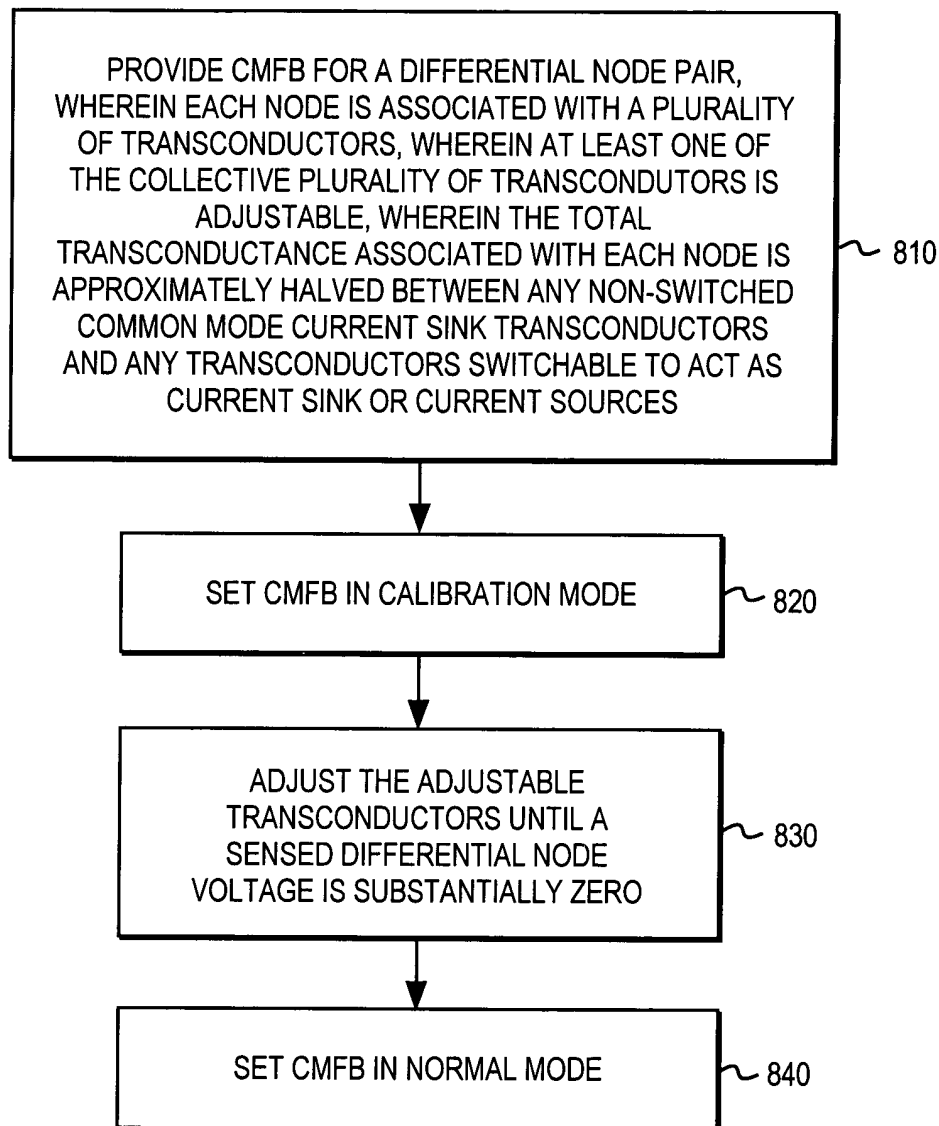 PROVIDE CMFB FOR A DIFFERENTIAL NODE PAIR,
WHEREIN EACH NODE IS ASSOCIATED WITH A PLURALITY
OF TRANSCONDUCTORS, WHEREIN AT LEAST ONE OF
THE COLLECTIVE PLURALITY OF TRANSCONDUTORS IS
ADJUSTABLE, WHEREIN THE TOTAL
TRANSCONDUCTANCE ASSOCIATED WITH EACH NODE IS
APPROXIMATELY HALVED BETWEEN ANY NON-SWITCHED
COMMON MODE CURRENT SINK TRANSCONDUCTORS
AND ANY TRANSCONDUCTORS SWITCHABLE TO ACT AS
CURRENT SINK OR CURRENT SOURCES
810
SET CMFB IN CALIBRATION MODE
820
ADJUST THE ADJUSTABLE
TRANSCONDUCTORS UNTIL A
SENSED DIFFERENTIAL NODE
VOLTAGE IS SUBSTANTIALLY ZERO
830
SET CMFB IN NORMAL MODE
840